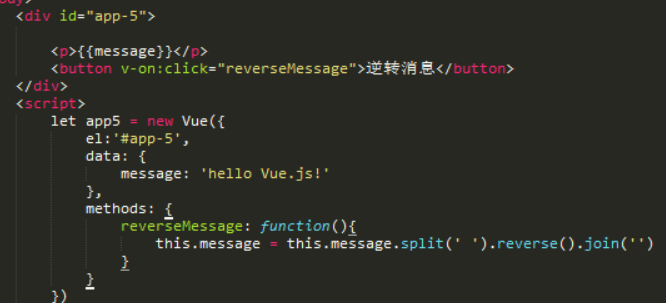 <div id="app-5">
<p>{{message}}</p>
<button v-on:click="reverseMessage">逆转消息</button>
</div>
<script>
let app5 = new Vue({
el:'#app-5',
data: {
message: 'hello Vue.js!'
},
methods: {
reverseMessage: function(){
this.message = this.message.split(' ').reverse().join('')
}
}
})